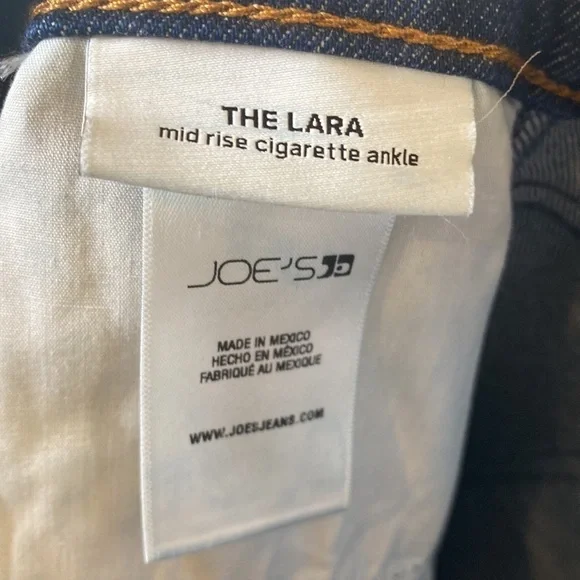 THE LARA
mid rise cigarette ankle
JOE'S
MADE IN MEXICO
HECHO EN MÉXICO
FABRIQUÉ AU MEXIQUE
WWW.JOESJEANS.COM